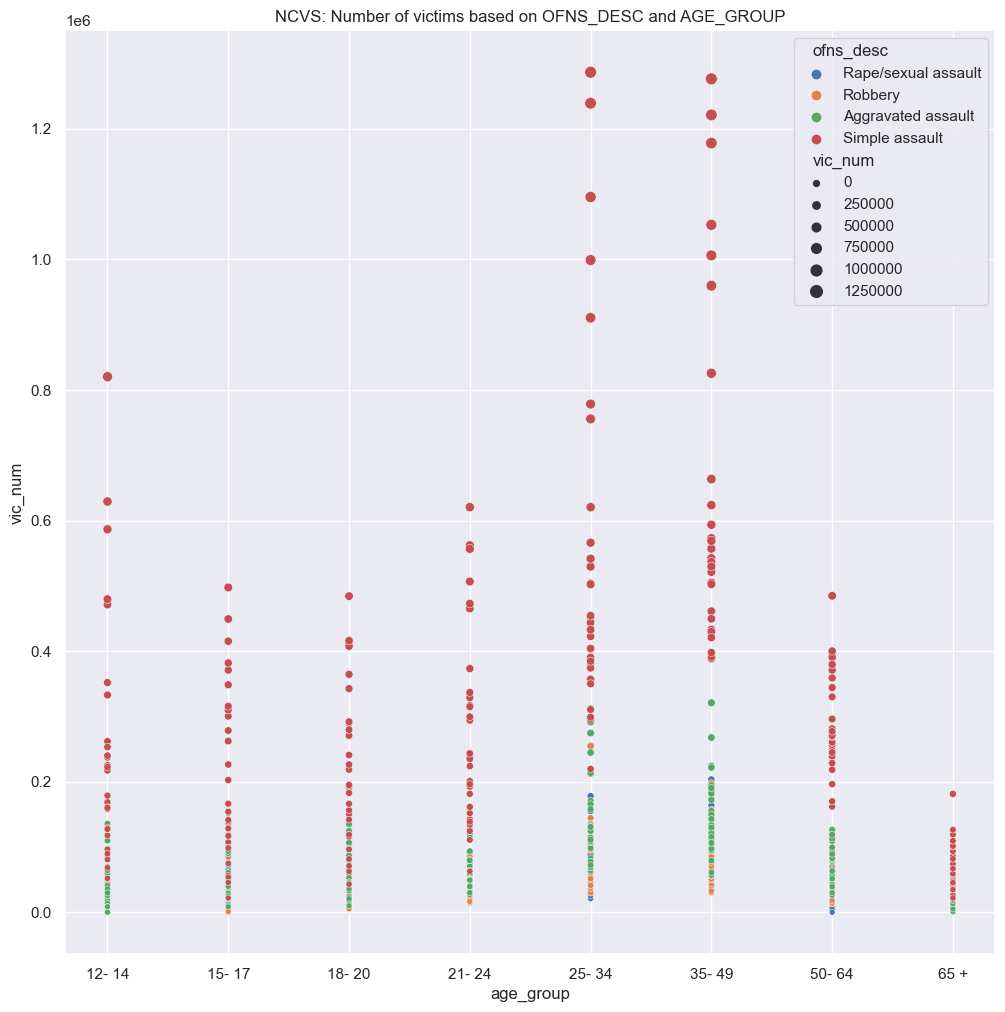 NCVS: Number of victims based on OFNS_DESC and AGE_GROUP
1e6
ofns_desc
Rape/sexual assault
Robbery
Aggravated assault
Simple assault
vic_num
0
250000
500000
750000
1000000
1250000
1.2
1.0
0.8
0.6
0.4
0.2
0.0
vic_num
12- 14 15- 17 18- 20 21- 24 25- 34 35- 49 50- 64 65 +
age_group